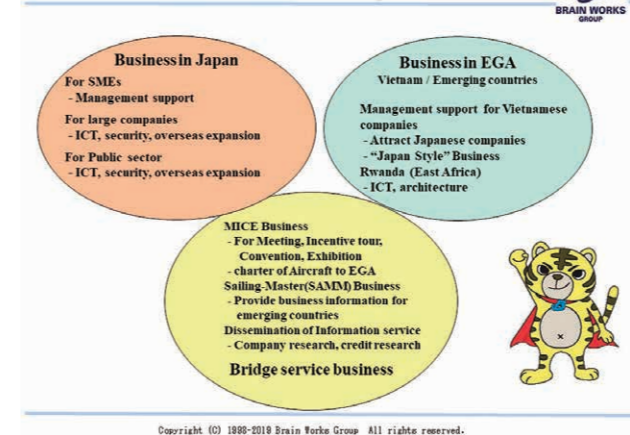 BRAIN WORKS
GROUP
Business in Japan
For SMEs
- Management support
For large companies
- ICT, security, overseas expansion
For Public sector
- ICT, security, overseas expansion
Business in EGA
Vietnam / Emerging countries
Management support for Vietnamese
companies
- Attract Japanese companies
- “Japan Style” Business
Rwanda (East Africa)
- ICT, architecture
MICE Business
- For Meeting, Incentive tour,
Convention, Exhibition
- charter of Aircraft to EGA
Sailing-Master(SAMM) Business
- Provide business information for
emerging countries
Dissemination of Information service
- Company research, credit research
Bridge service business
Copyright (C) 1998-2019 Brain Works Group All rights reserved.